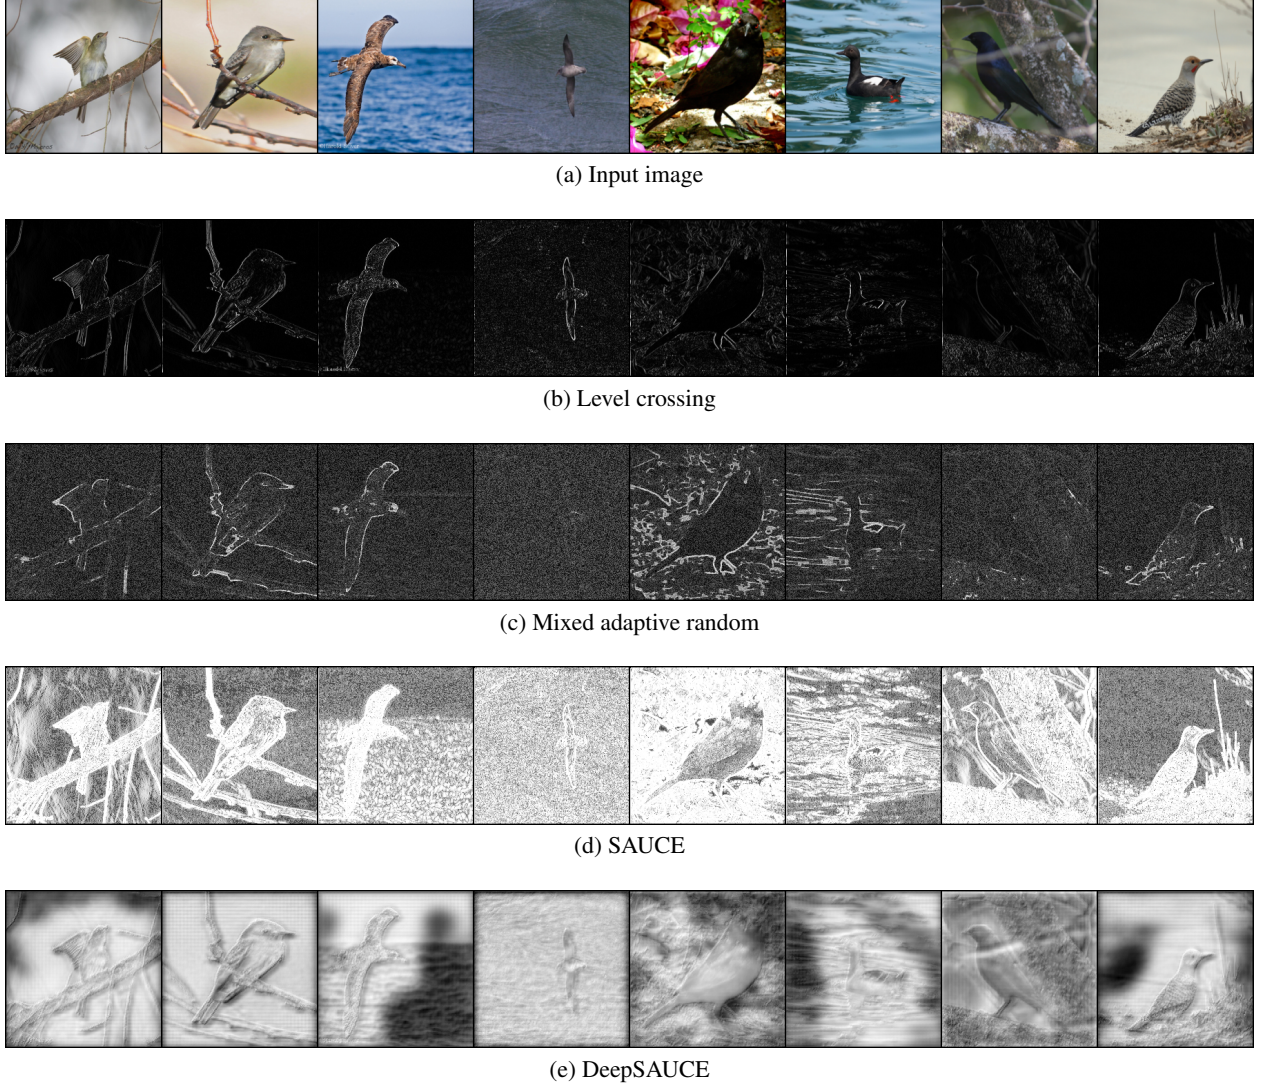 (a) Input image
(b) Level crossing
(c) Mixed adaptive random
(d) SAUCE
(e) DeepSAUCE